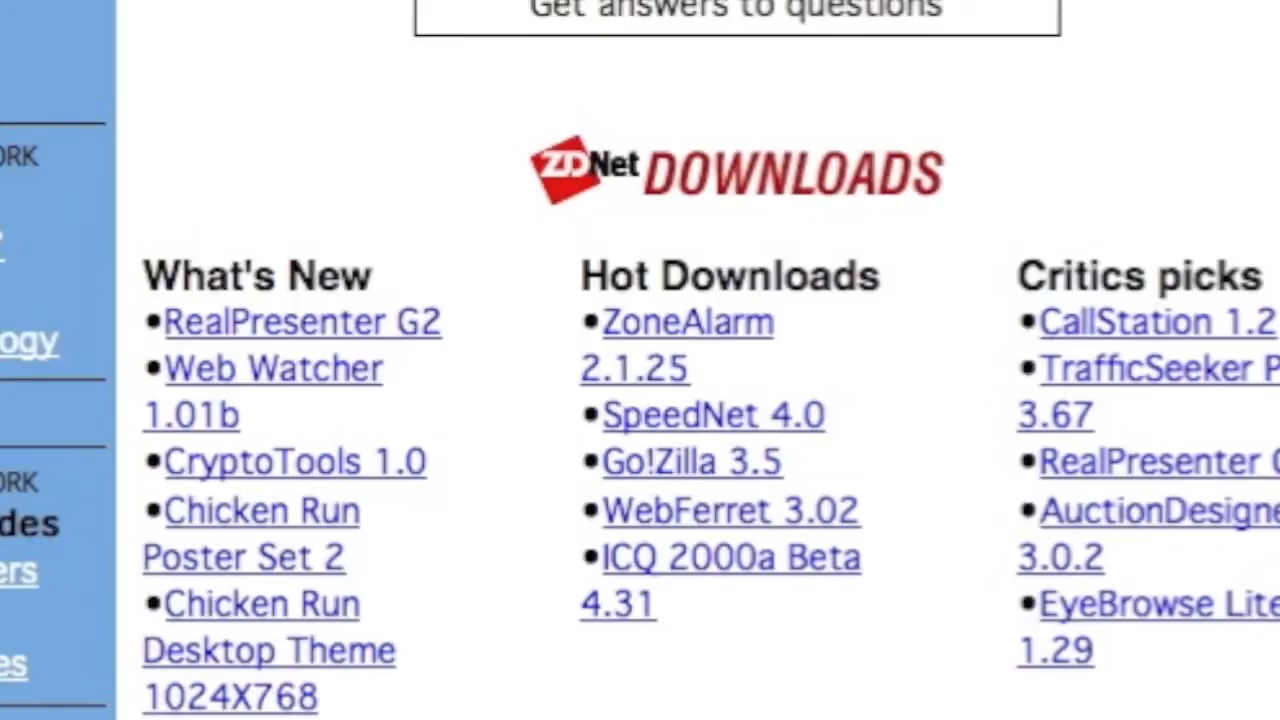 Get answers to questions
ORK
ogy
ORK
des
ers
es
ZDNet DOWNLOADS
What's New
•RealPresenter G2
•Web Watcher
1.01b
•CryptoTools 1.0
•Chicken Run
Poster Set 2
•Chicken Run
Desktop Theme
1024X768
Hot Downloads
•ZoneAlarm
2.1.25
•SpeedNet 4.0
•Go!Zilla 3.5
•WebFerret 3.02
•ICQ 2000a Beta
4.31
Critics picks
•CallStation 1.2
•TrafficSeeker P
3.67
•RealPresenter
•AuctionDesigne
3.0.2
•EyeBrowse Lite
1.29